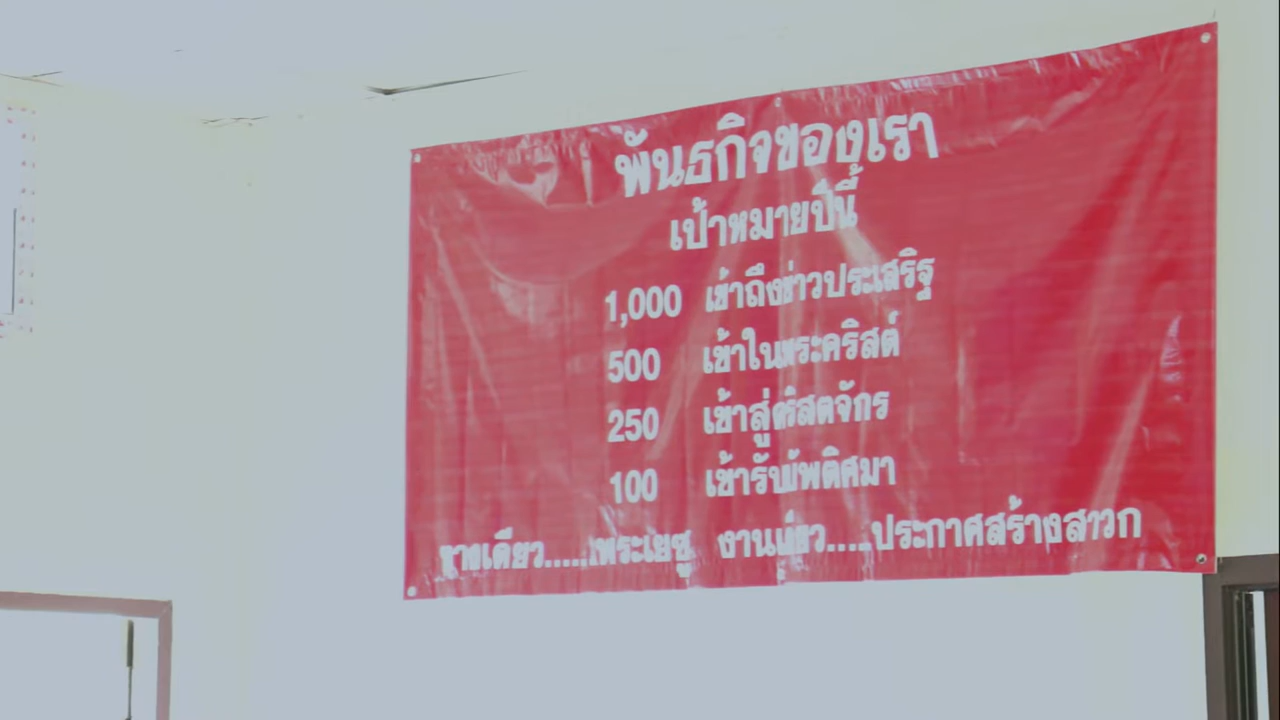 พันธกิจของเรา
เป้าหมายปีนี้
1,000 เข้าถึงข่าวประเสริฐ
500 เข้าในพระคริสต์
250 เข้าสู่คริสตจักร
100 เข้ารับบัพติศมา
ทางเดียว.....พระเยซู งานเดียว.....ประกาศสร้างสาวก